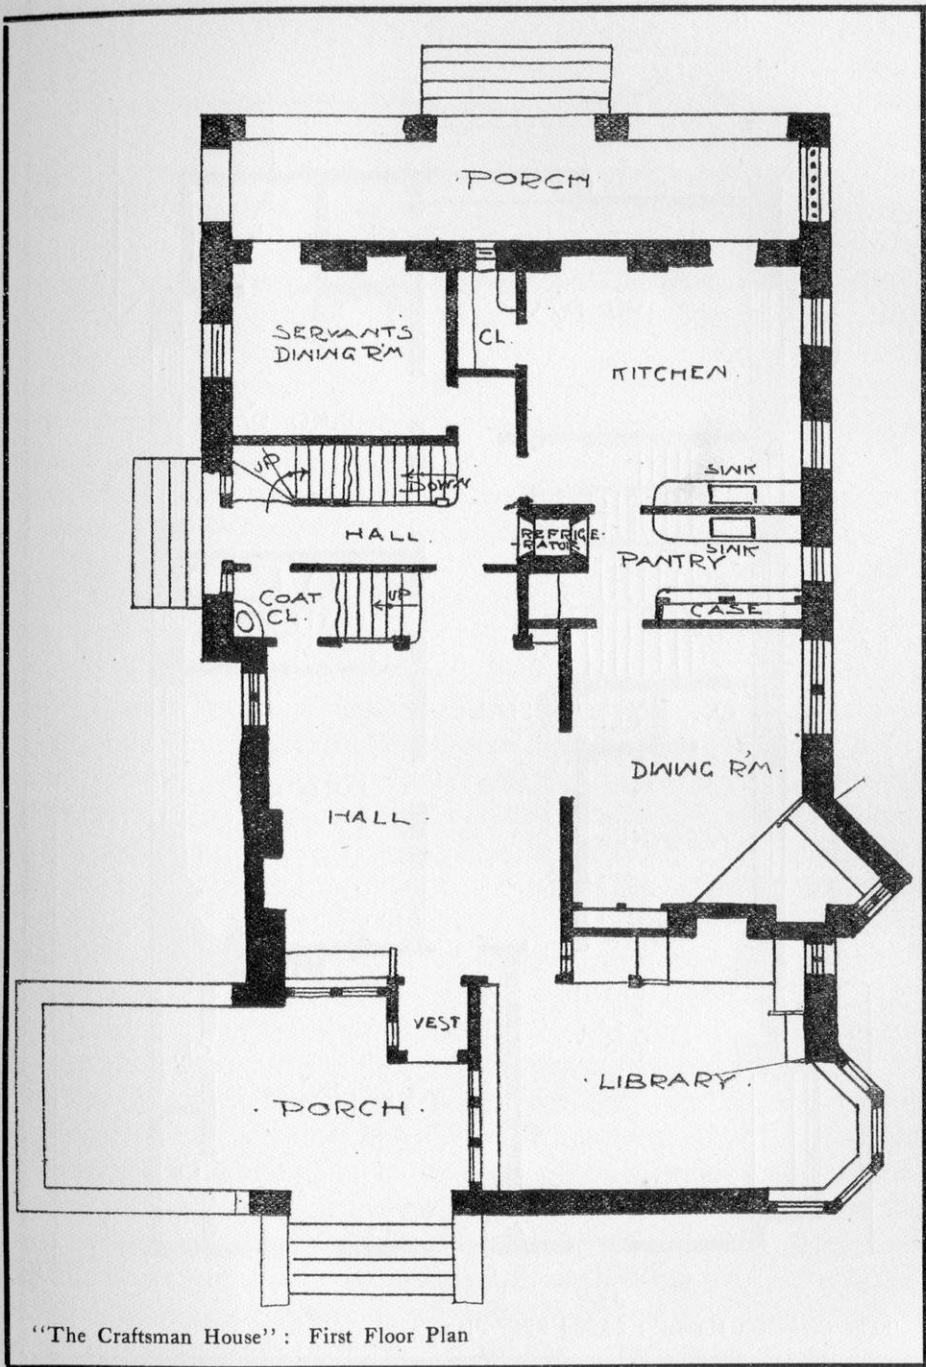 ·PORCH·
SERVANT'S
DINING R'M
CL.
KITCHEN.
UP
DOWN
SINK
HALL.
REFRIGE-
RATOR
SINK
PANTRY
COAT
CL.
UP
CASE
DINING R'M.
HALL·
VEST
·LIBRARY·
·PORCH·
"The Craftsman House": First Floor Plan